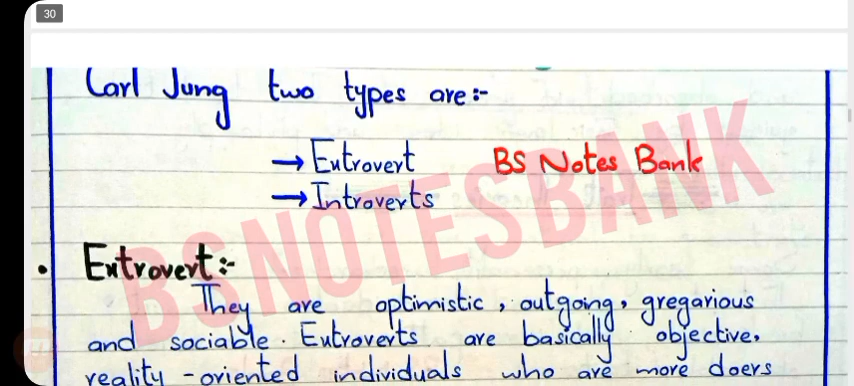 30
Carl Jung two types are:-
→ Extrovert BS Notes Bank
→ Introverts
BSNOTESBANK
• Extrovert:-
They are optimistic, outgoing, gregarious
and sociable. Extroverts are basically objective,
reality-oriented individuals who are more doers